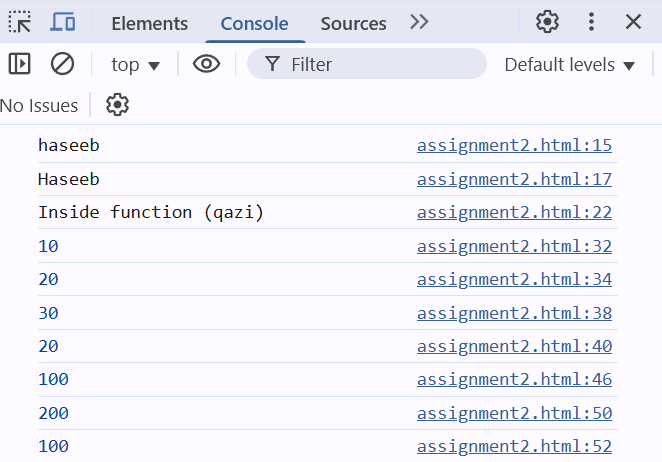 Elements Console Sources
top Filter Default levels
No Issues
haseeb assignment2.html:15
Haseeb assignment2.html:17
Inside function (qazi) assignment2.html:22
10 assignment2.html:32
20 assignment2.html:34
30 assignment2.html:38
20 assignment2.html:40
100 assignment2.html:46
200 assignment2.html:50
100 assignment2.html:52